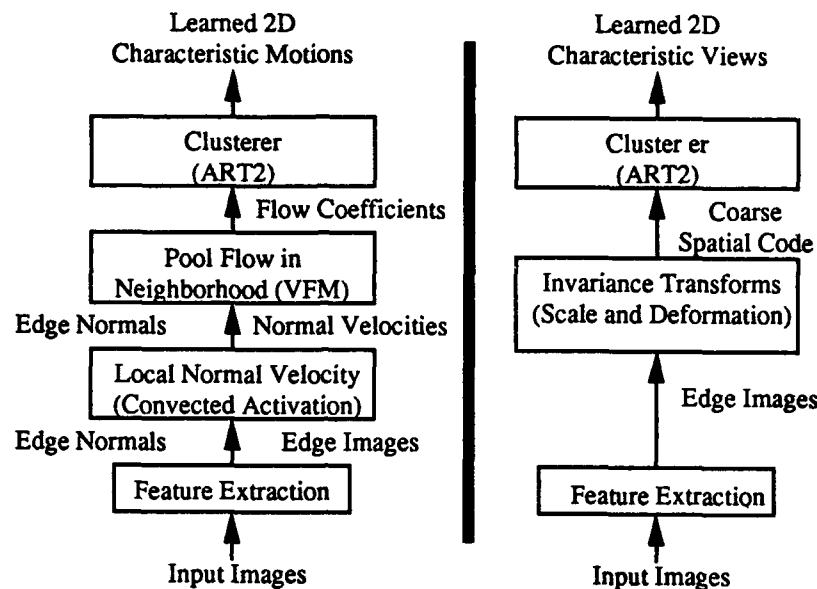 Learned 2D
Characteristic Motions
Clusterer
(ART2)
Flow Coefficients
Pool Flow in
Neighborhood (VFM)
Edge Normals
Normal Velocities
Local Normal Velocity
(Convected Activation)
Edge Normals
Edge Images
Feature Extraction
Input Images
Learned 2D
Characteristic Views
Cluster er
(ART2)
Coarse
Spatial Code
Invariance Transforms
(Scale and Deformation)
Edge Images
Feature Extraction
Input Images